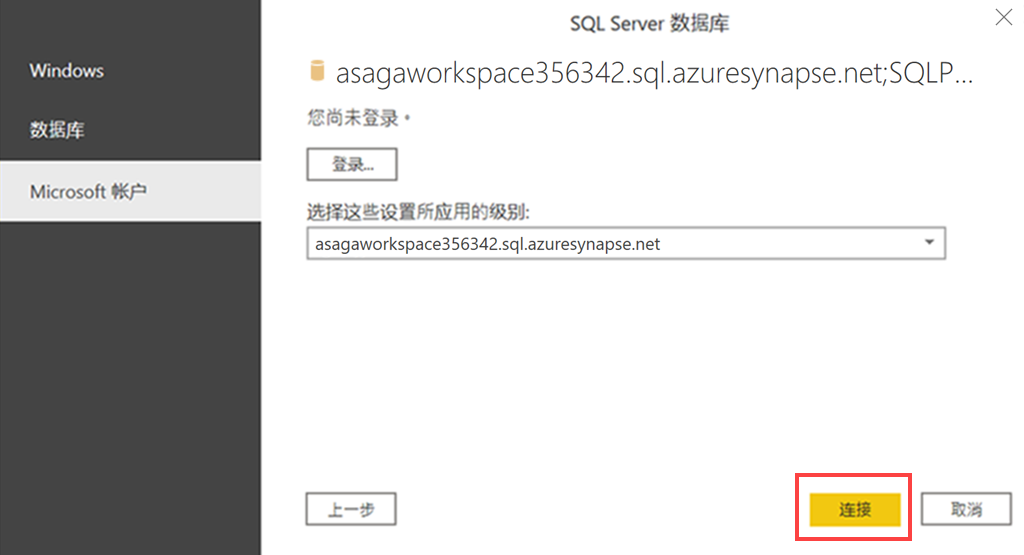 SQL Server 数据库
Windows
数据库
Microsoft 帐户
asagaworkspace356342.sql.azuresynapse.net;SQLP...
您尚未登录。
登录...
选择这些设置所应用的级别:
asagaworkspace356342.sql.azuresynapse.net
上一步
连接
取消